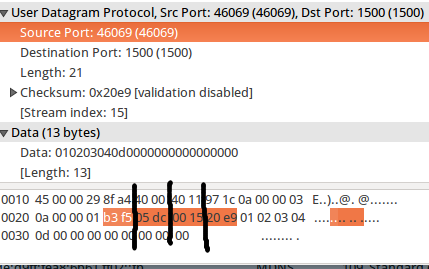 User Datagram Protocol, Src Port: 46069 (46069), Dst Port: 1500 (1500)
Source Port: 46069 (46069)
Destination Port: 1500 (1500)
Length: 21
Checksum: 0x20e9 [validation disabled]
[Stream index: 15]
Data (13 bytes)
Data: 010203040d0000000000000000
[Length: 13]
0010 45 00 00 29 8f a4 40 00 40 11 97 1c 0a 00 00 03 E..)..@. @.......
0020 0a 00 00 01 b3 f5 05 dc 00 15 20 e9 01 02 03 04 ........ .. .....
0030 0d 00 00 00 00 00 00 00 00 ........ .